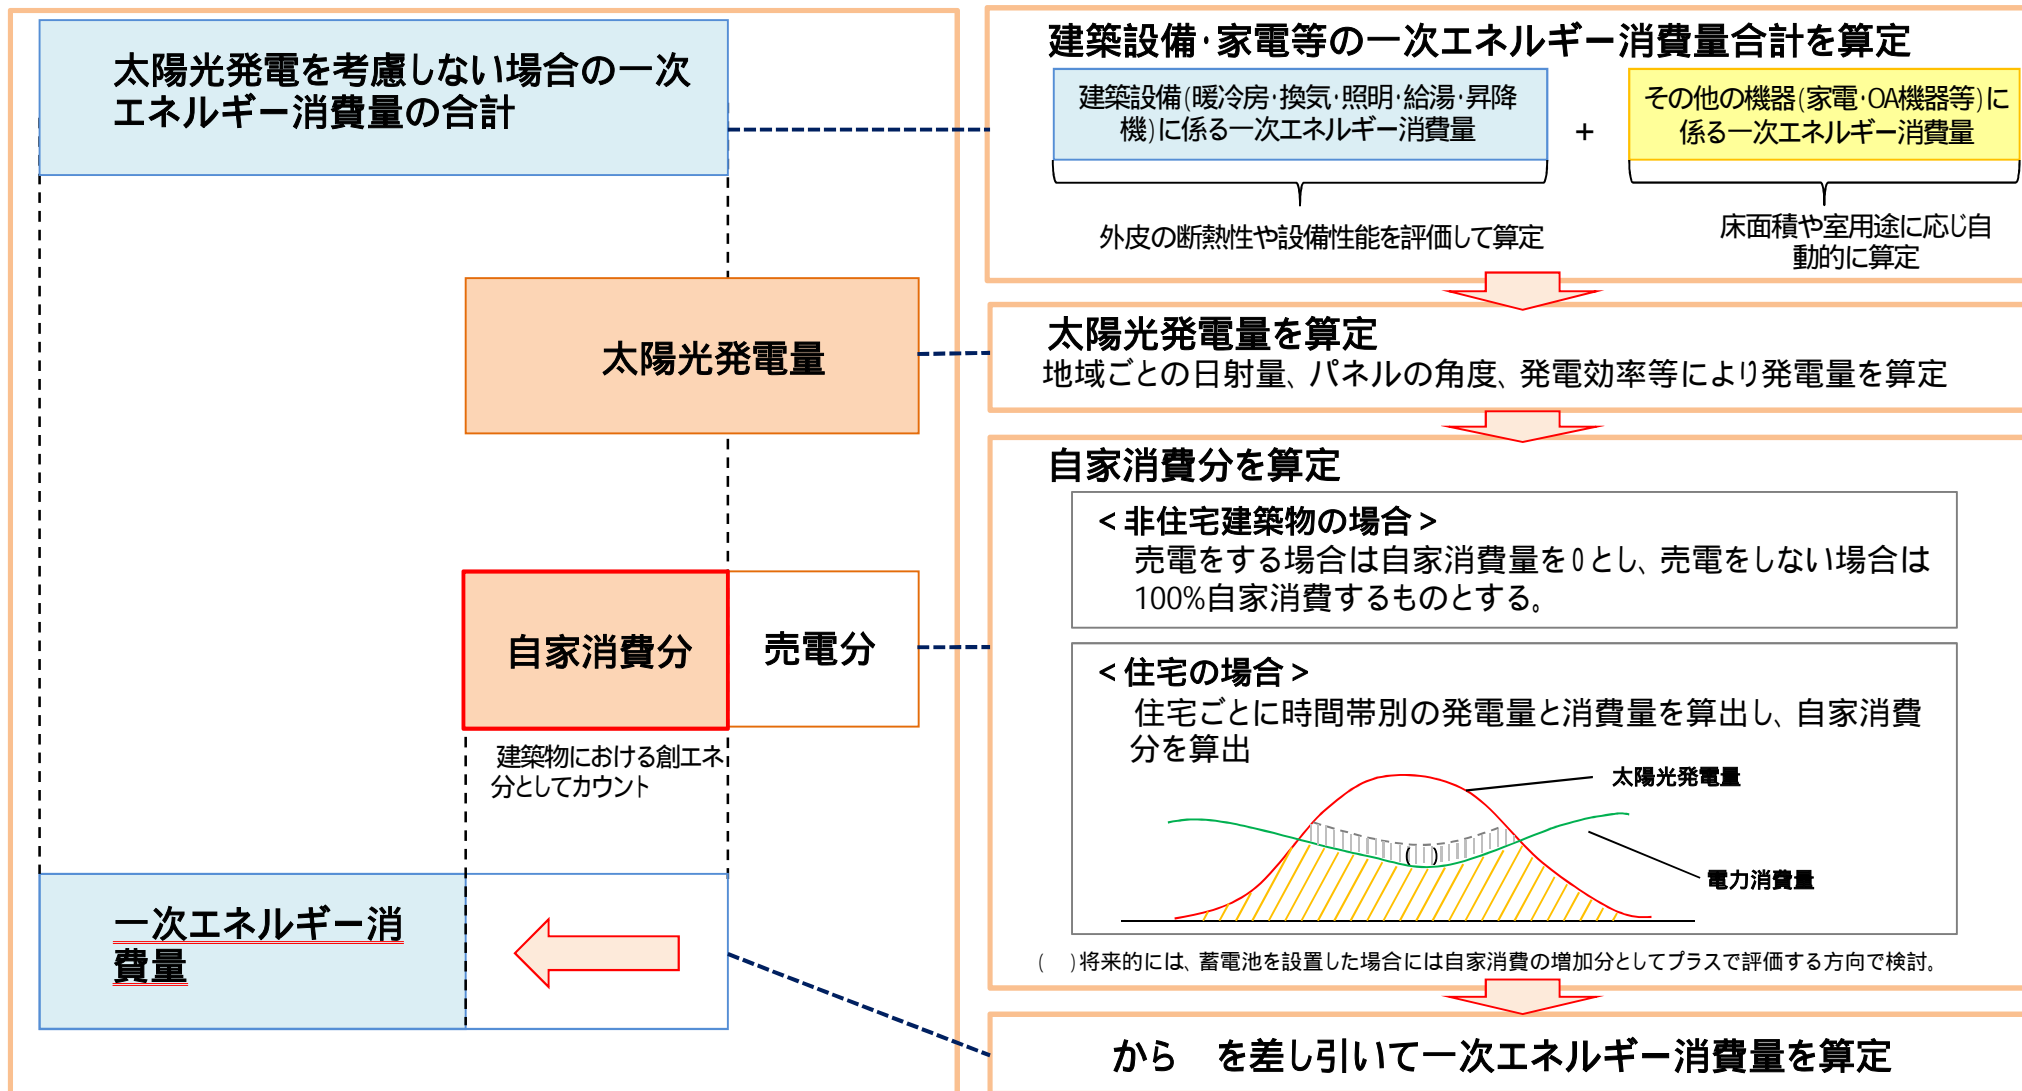 太陽光発電を考慮しない場合の一次
エネルギー消費量の合計
太陽光発電量
自家消費分
売電分
建築物における創エネ
分としてカウント
一次エネルギー消
費量
建築設備・家電等の一次エネルギー消費量合計を算定
建築設備(暖冷房・換気・照明・給湯・昇降
機)に係る一次エネルギー消費量
+
その他の機器(家電・OA機器等)に
係る一次エネルギー消費量
外皮の断熱性や設備性能を評価して算定
床面積や室用途に応じ自
動的に算定
太陽光発電量を算定
地域ごとの日射量、パネルの角度、発電効率等により発電量を算定
自家消費分を算定
<非住宅建築物の場合>
売電をする場合は自家消費量を0とし、売電をしない場合は
100%自家消費するものとする。
<住宅の場合>
住宅ごとに時間帯別の発電量と消費量を算出し、自家消費
分を算出
太陽光発電量
( )
電力消費量
( )将来的には、蓄電池を設置した場合には自家消費の増加分としてプラスで評価する方向で検討。
から を差し引いて一次エネルギー消費量を算定